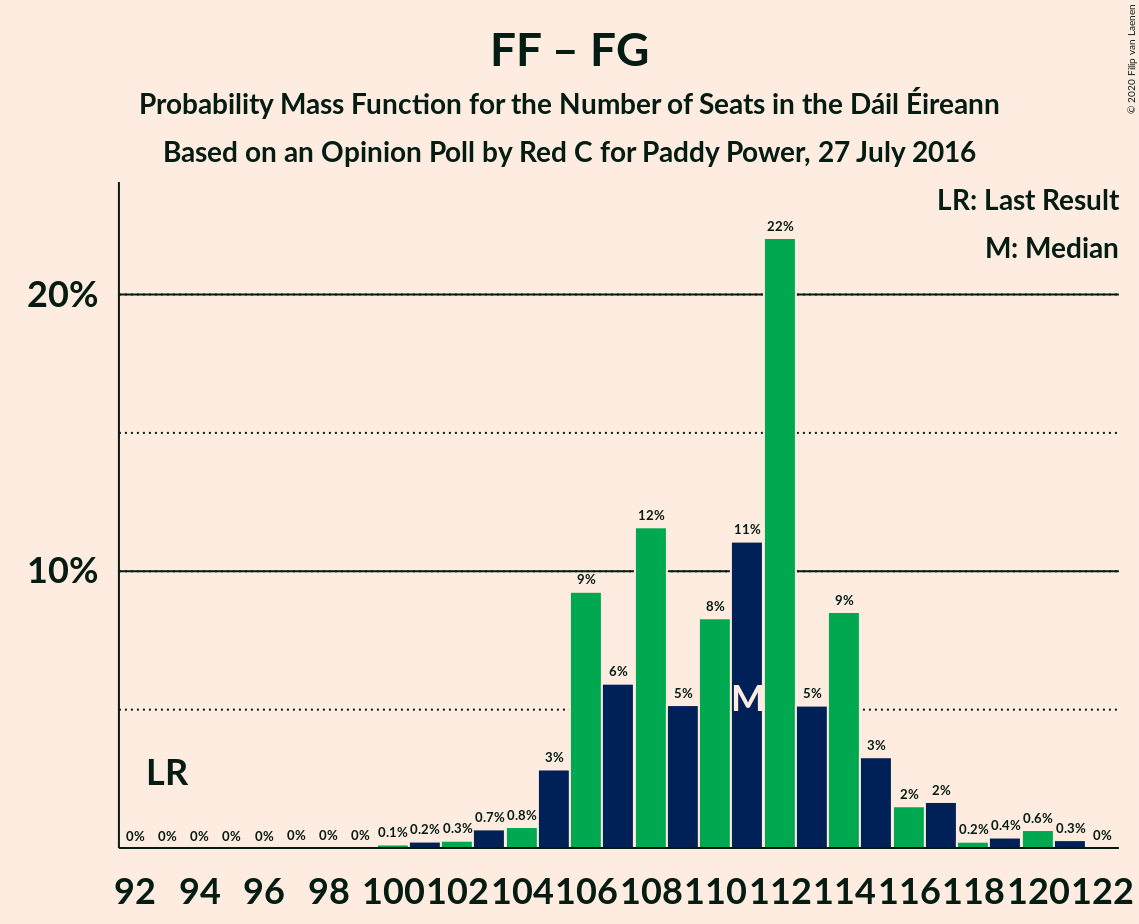 FF – FG
Probability Mass Function for the Number of Seats in the Dáil Éireann
Based on an Opinion Poll by Red C for Paddy Power, 27 July 2016
© 2020 Filip van Laenen
LR: Last Result
M: Median
20%
10%
LR
M
0% 0% 0% 0% 0% 0% 0% 0% 0.1% 0.2% 0.3% 0.7% 0.8% 3% 9% 6% 12% 5% 8% 11% 22% 5% 9% 3% 2% 2% 0.2% 0.4% 0.6% 0.3% 0%
92 94 96 98 100 102 104 106 108 110 112 114 116 118 120 122